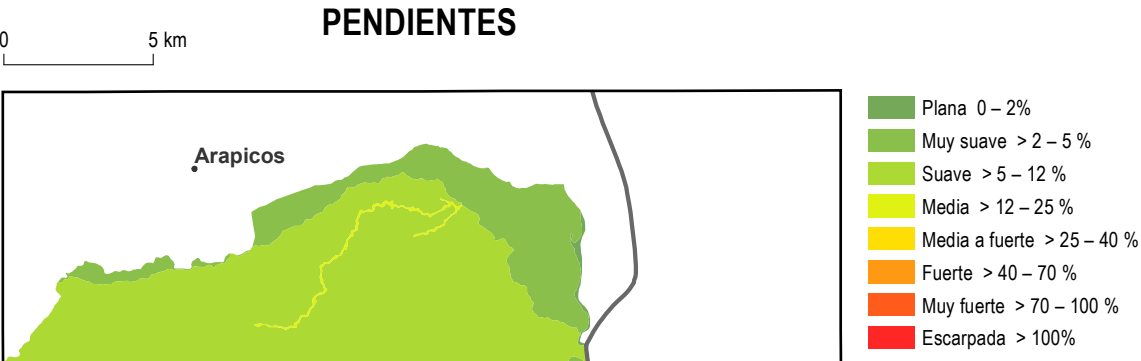 PENDIENTES
0 5 km
Arapicos
Plana 0 – 2%
Muy suave > 2 – 5 %
Suave > 5 – 12 %
Media > 12 – 25 %
Media a fuerte > 25 – 40 %
Fuerte > 40 – 70 %
Muy fuerte > 70 – 100 %
Escarpada > 100%